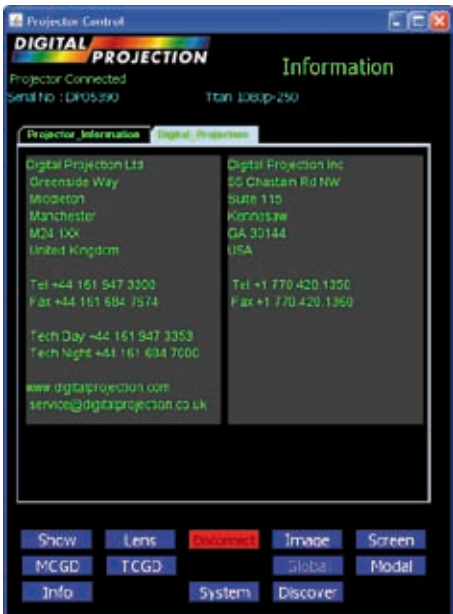 Projector Control
DIGITAL
PROJECTION
Information
Projector Connected
Serial No : DP05390
Titan 1080p-250
Projector_Information
Digital_Projection
Digital Projection Ltd
Greenside Way
Middleton
Manchester
M24 1XX
United Kingdom
Tel +44 161 947 3300
Fax +44 161 684 7674
Tech Day +44 161 947 3353
Tech Night +44 161 684 7000
www.digitalprojection.com
service@digitalprojection.co.uk
Digital Projection Inc
55 Chastain Rd NW
Suite 115
Kennesaw
GA 30144
USA
Tel +1 770.420.1350
Fax +1 770.420.1360
Show
Lens
Disconnect
Image
Screen
MCGD
TCGD
Global
Modal
Info
System
Discover